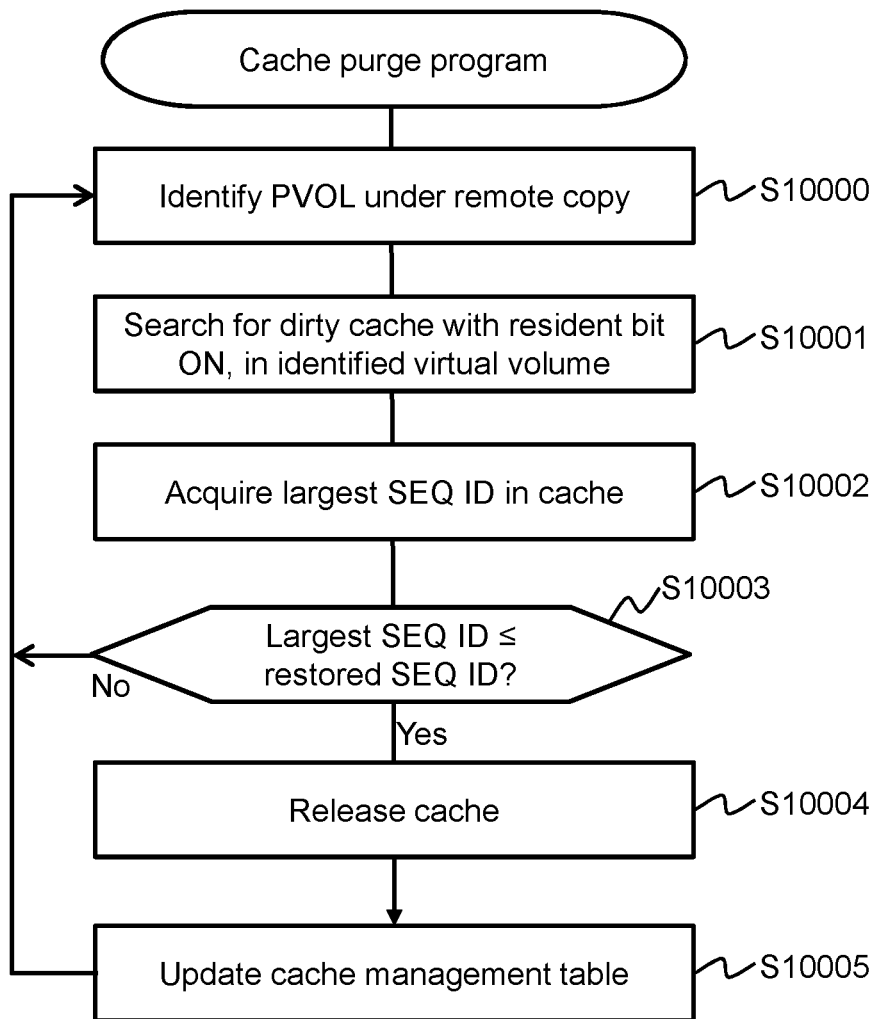 Cache purge program
Identify PVOL under remote copy
S10000
Search for dirty cache with resident bit
ON, in identified virtual volume
S10001
Acquire largest SEQ ID in cache
S10002
S10003
Largest SEQ ID ≤
restored SEQ ID?
No
Yes
Release cache
S10004
Update cache management table
S10005